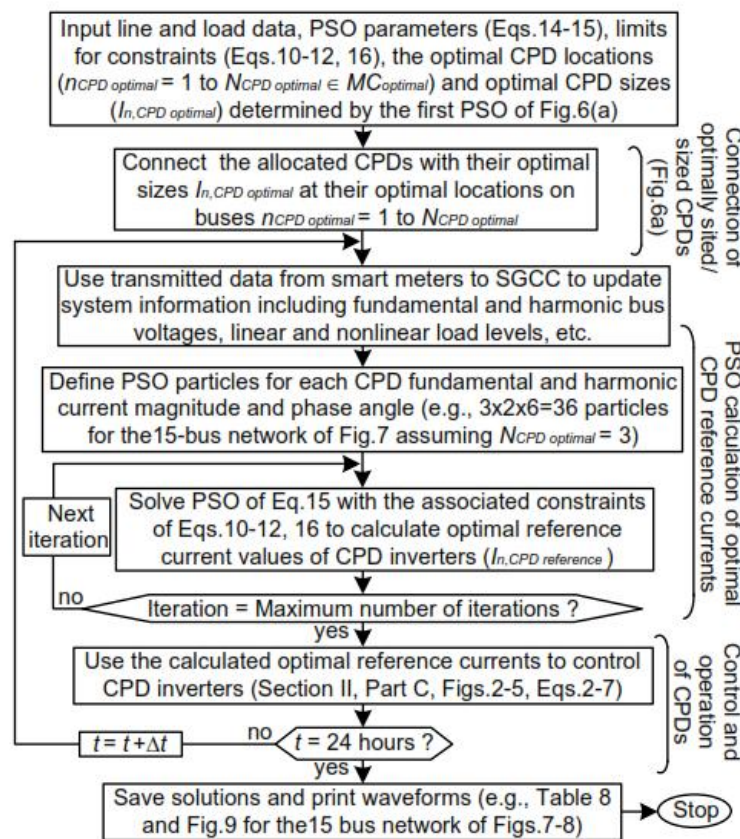 Input line and load data, PSO parameters (Eqs.14-15), limits
for constraints (Eqs.10-12, 16), the optimal CPD locations
(nCPD optimal = 1 to NCPD optimal ∈ MCoptimal) and optimal CPD sizes
(In,CPD optimal) determined by the first PSO of Fig.6(a)
Connect the allocated CPDs with their optimal
sizes In,CPD optimal at their optimal locations on
buses nCPD optimal = 1 to NCPD optimal
Connection of
optimally sited/
sized CPDs
(Fig.6a)
Use transmitted data from smart meters to SGCC to update
system information including fundamental and harmonic bus
voltages, linear and nonlinear load levels, etc.
Define PSO particles for each CPD fundamental and harmonic
current magnitude and phase angle (e.g., 3x2x6=36 particles
for the15-bus network of Fig.7 assuming NCPD optimal = 3)
Next
iteration
Solve PSO of Eq.15 with the associated constraints
of Eqs.10-12, 16 to calculate optimal reference
current values of CPD inverters (In,CPD reference )
no
Iteration = Maximum number of iterations ?
yes
PSO calculation of optimal
CPD reference currents
Use the calculated optimal reference currents to control
CPD inverters (Section II, Part C, Figs.2-5, Eqs.2-7)
t = t+Δt
no
t = 24 hours ?
yes
Control and
operation
of CPDs
Save solutions and print waveforms (e.g., Table 8
and Fig.9 for the15 bus network of Figs.7-8)
Stop